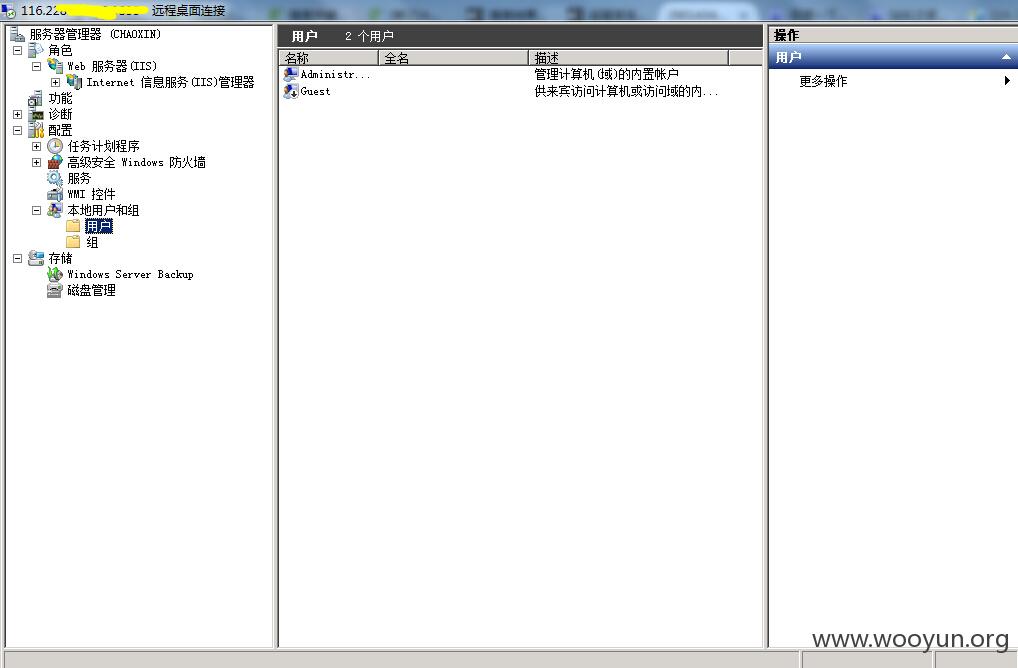 116.228 远程桌面连接
服务器管理器 (CHAOXIN)
角色
Web 服务器(IIS)
Internet 信息服务(IIS)管理器
功能
诊断
配置
任务计划程序
高级安全 Windows 防火墙
服务
WMI 控件
本地用户和组
用户
组
存储
Windows Server Backup
磁盘管理
用户 2 个用户
名称 全名 描述
Administr... 管理计算机(域)的内置帐户
Guest 供来宾访问计算机或访问域的内...
操作
用户
更多操作
www.wooyun.org